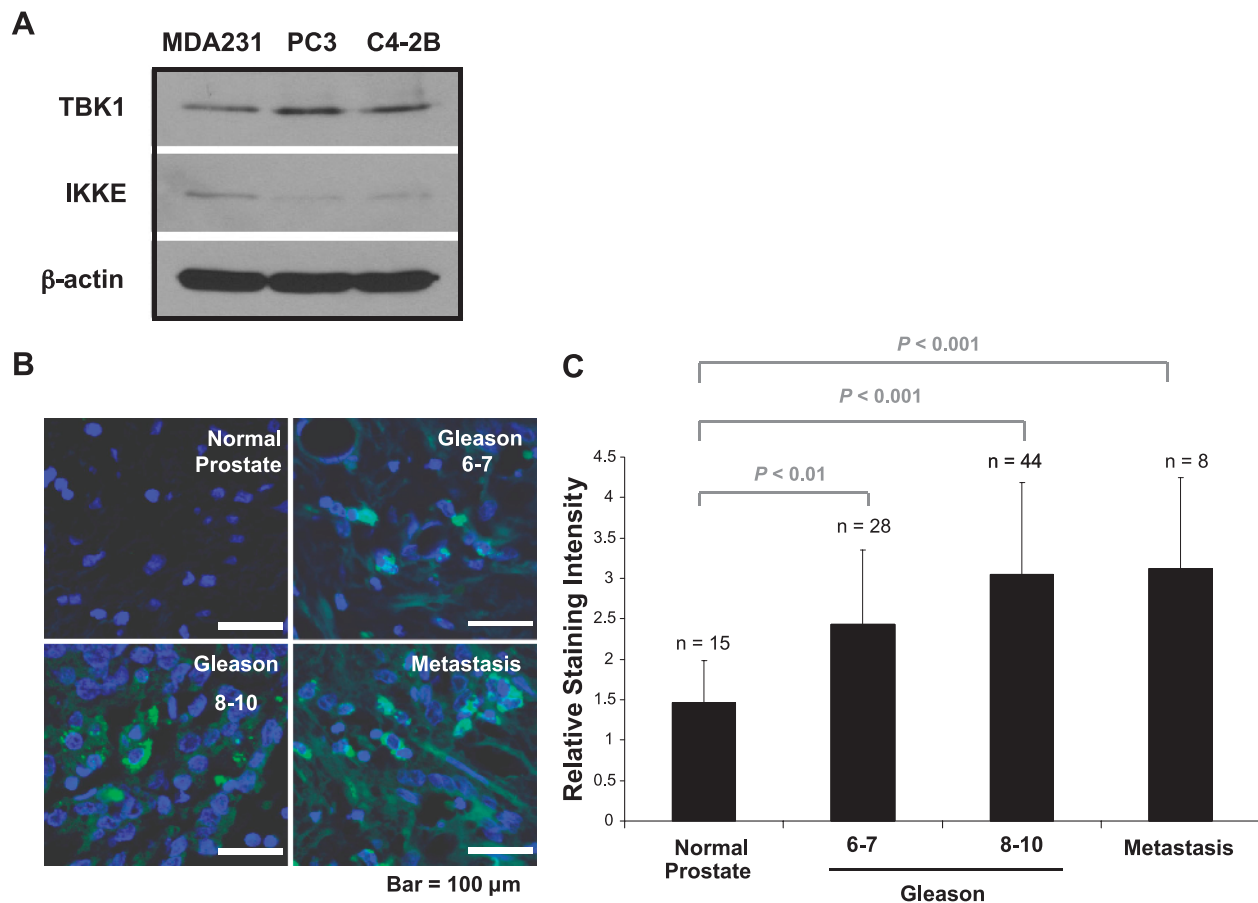 A
MDA231 PC3 C4-2B
TBK1
IKKE
β-actin
B
Normal
Prostate
Gleason
6-7
Gleason
8-10
Metastasis
Bar = 100 µm
C
P < 0.001
P < 0.001
P < 0.01
n = 15
n = 28
n = 44
n = 8
Relative Staining Intensity
4.5
4
3.5
3
2.5
2
1.5
1
0.5
0
Normal
Prostate
6-7
8-10
Metastasis
Gleason